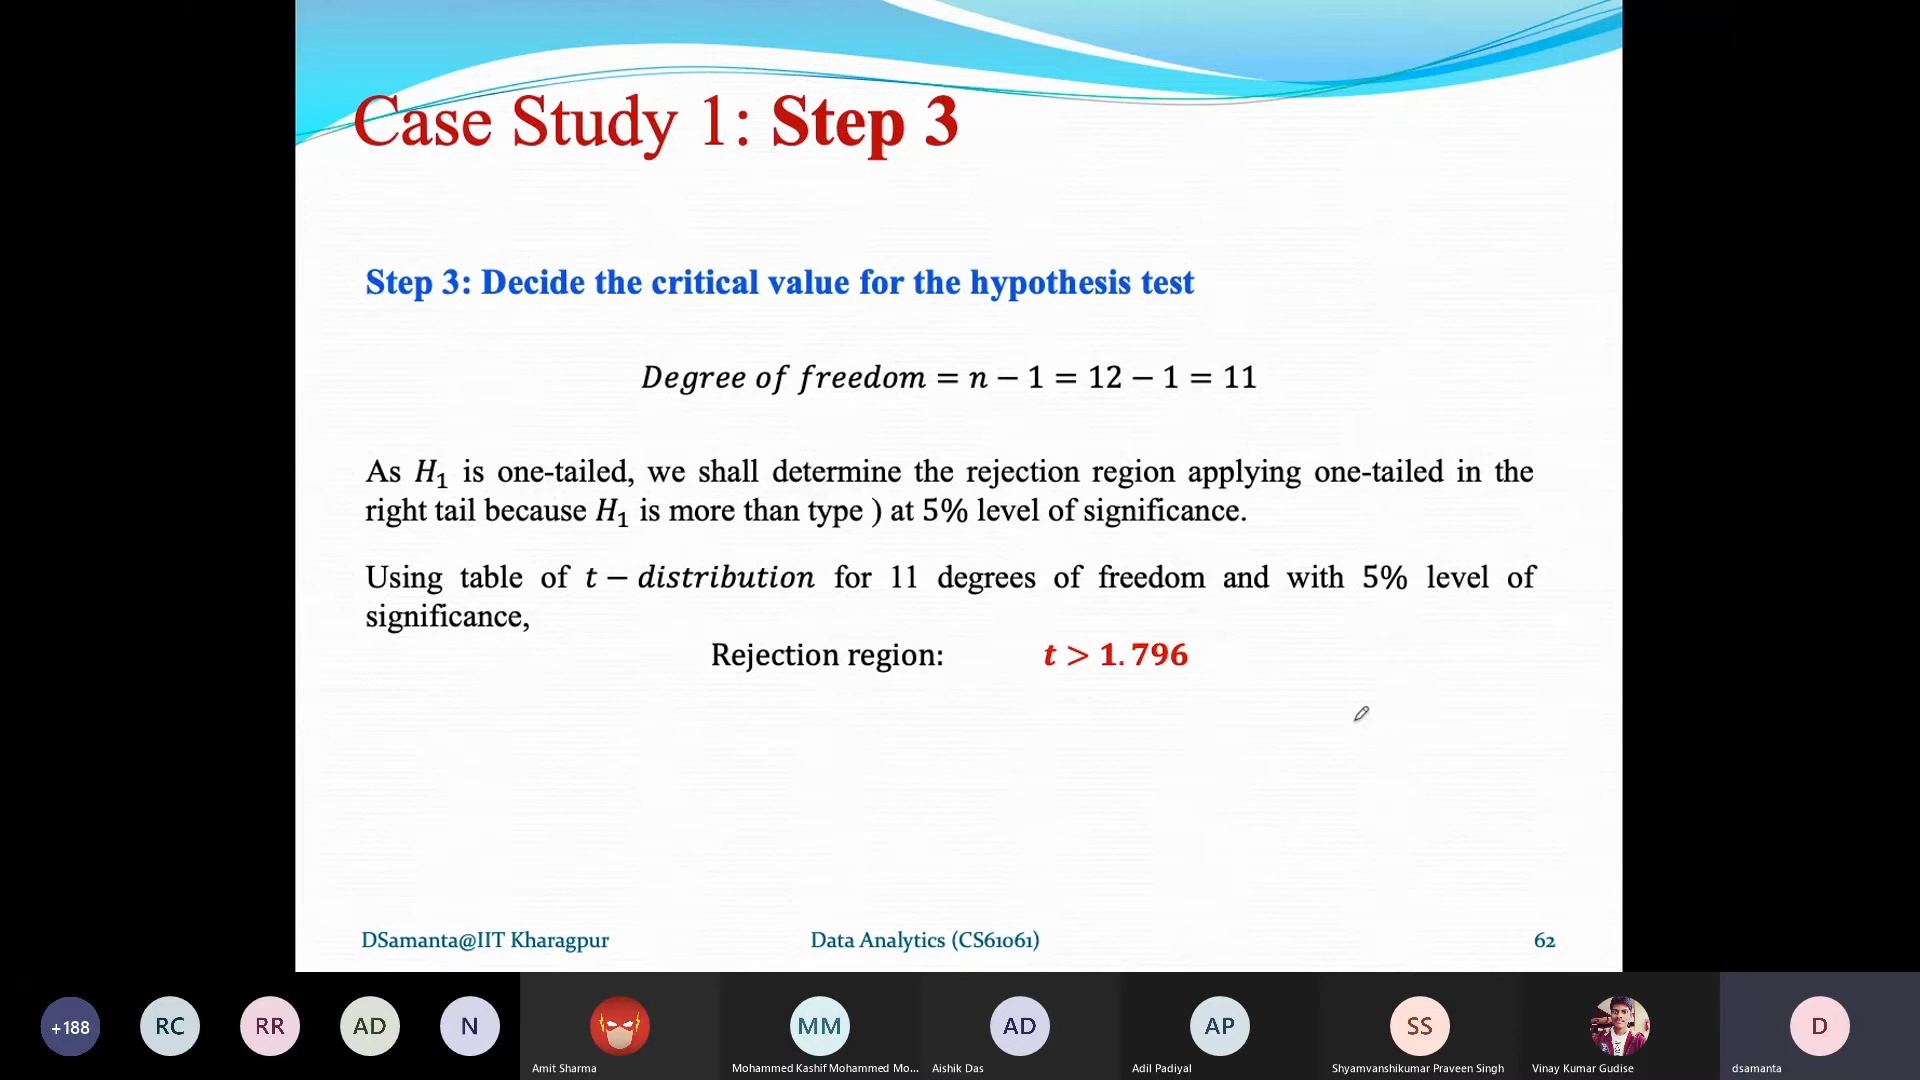 Case Study 1: Step 3
Step 3: Decide the critical value for the hypothesis test
Degree of freedom = n − 1 = 12 − 1 = 11
As H₁ is one-tailed, we shall determine the rejection region applying one-tailed in the
right tail because H₁ is more than type ) at 5% level of significance.
Using table of t − distribution for 11 degrees of freedom and with 5% level of
significance,
Rejection region: t > 1.796
DSamanta@IIT Kharagpur Data Analytics (CS61061) 62
+188 RC RR AD N MM AD AP SS D
Amit Sharma Mohammed Kashif Mohammed Mo... Aishik Das Adil Padiyal Shyamvanshikumar Praveen Singh Vinay Kumar Gudise dsamanta